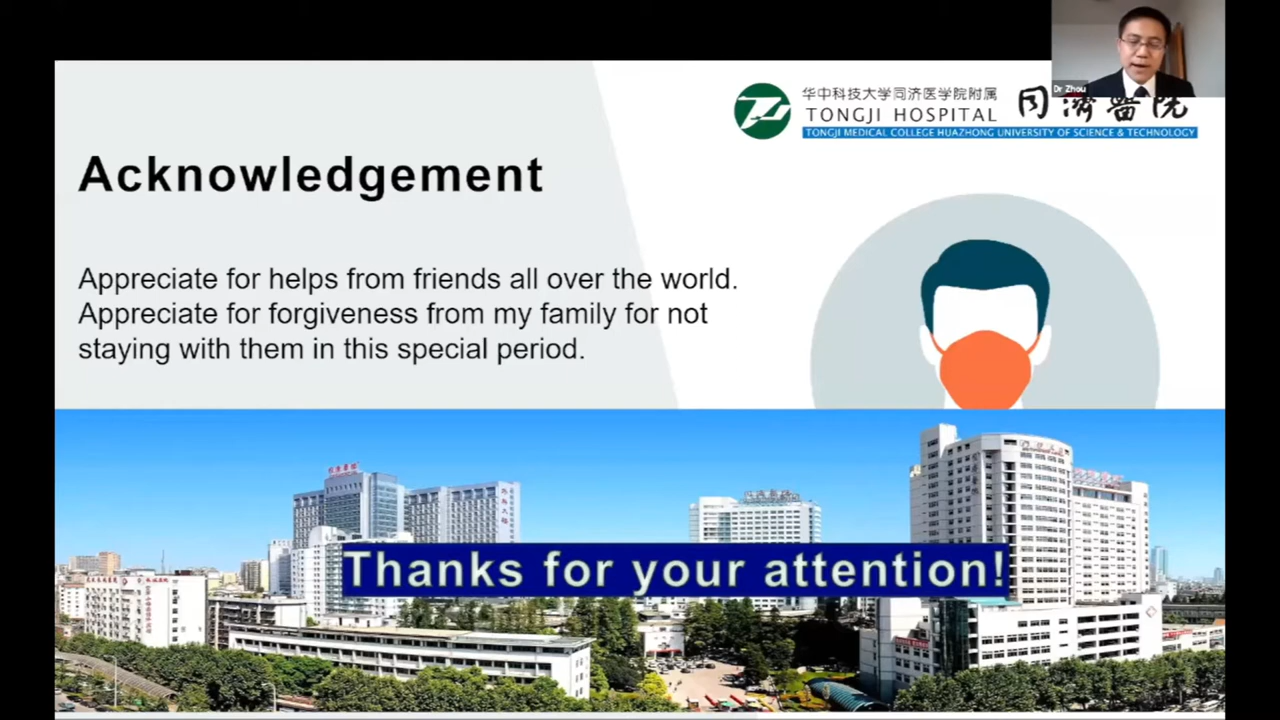 Dr Zhou
华中科技大学同济医学院附属
TONGJI HOSPITAL
同濟醫院
TONGJI MEDICAL COLLEGE HUAZHONG UNIVERSITY OF SCIENCE & TECHNOLOGY
Acknowledgement
Appreciate for helps from friends all over the world.
Appreciate for forgiveness from my family for not
staying with them in this special period.
Thanks for your attention!